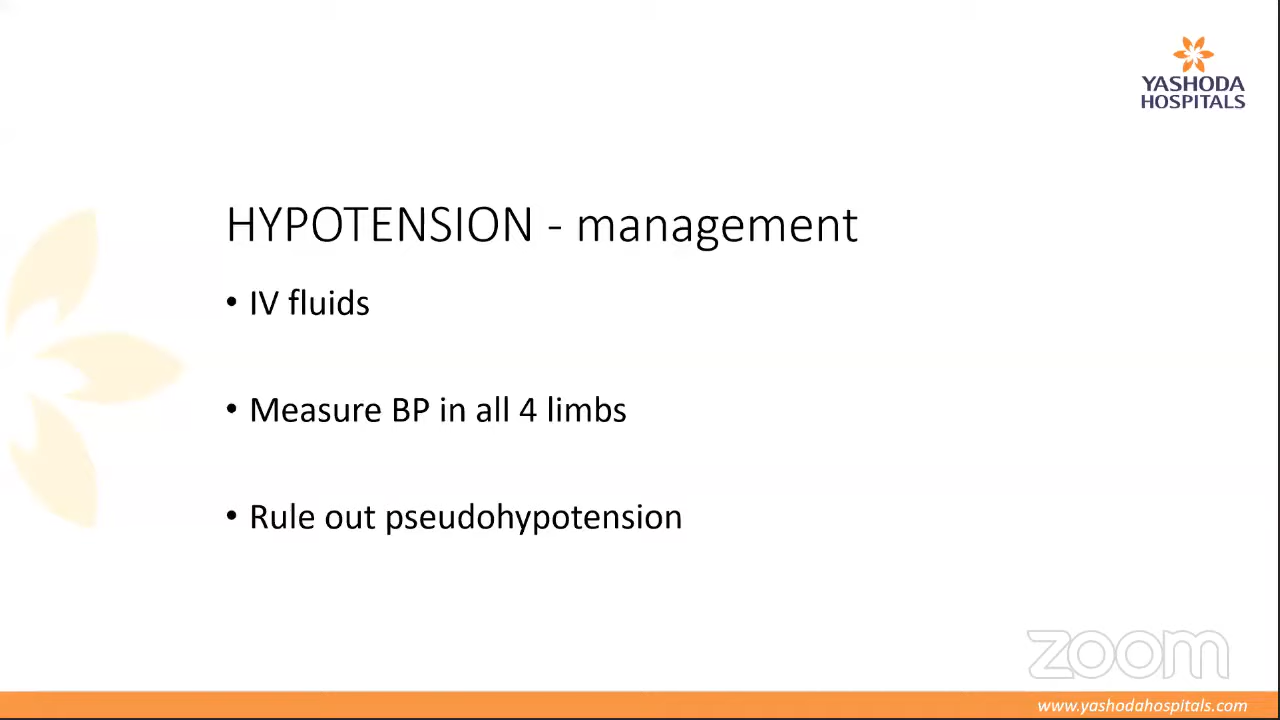 YASHODA
HOSPITALS
HYPOTENSION - management
• IV fluids
• Measure BP in all 4 limbs
• Rule out pseudohypotension
zoom
www.yashodahospitals.com